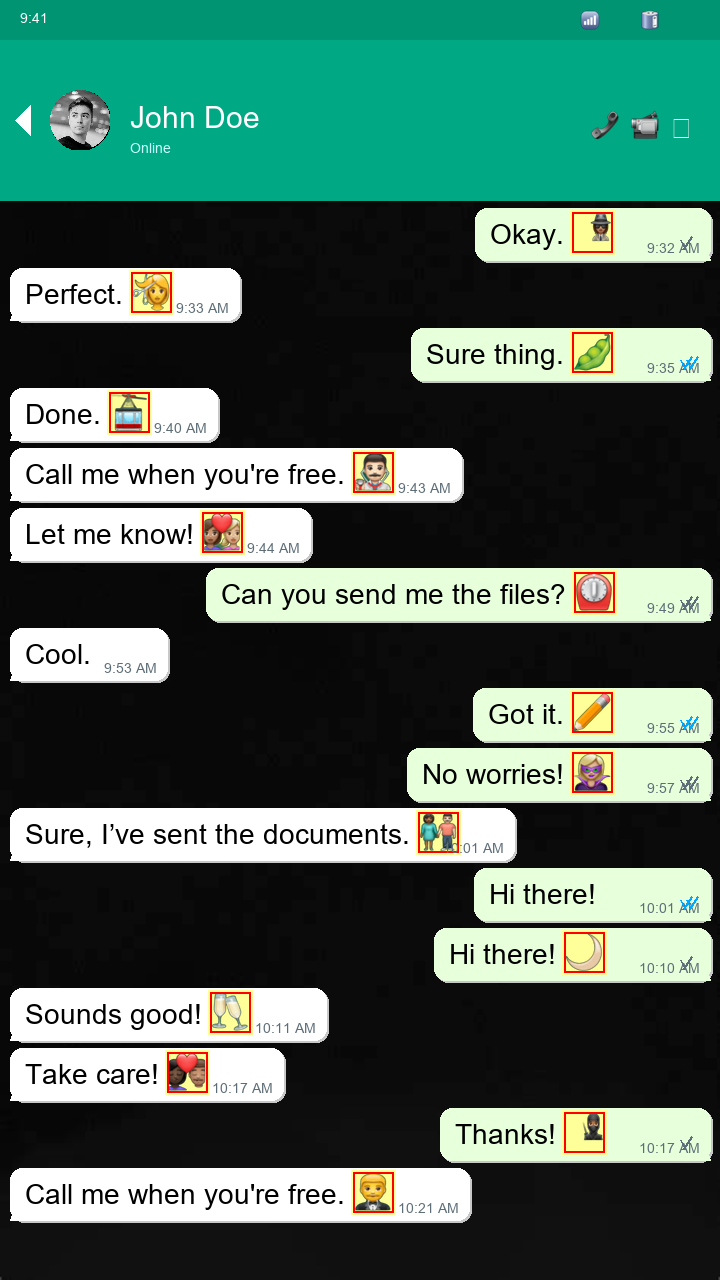 9:41
John Doe
Online
Okay. 9:32 AM
Perfect. 9:33 AM
Sure thing. 9:35 AM
Done. 9:40 AM
Call me when you're free. 9:43 AM
Let me know! 9:44 AM
Can you send me the files? 9:49 AM
Cool. 9:53 AM
Got it. 9:55 AM
No worries! 9:57 AM
Sure, I’ve sent the documents. :01 AM
Hi there! 10:01 AM
Hi there! 10:10 AM
Sounds good! 10:11 AM
Take care! 10:17 AM
Thanks! 10:17 AM
Call me when you're free. 10:21 AM